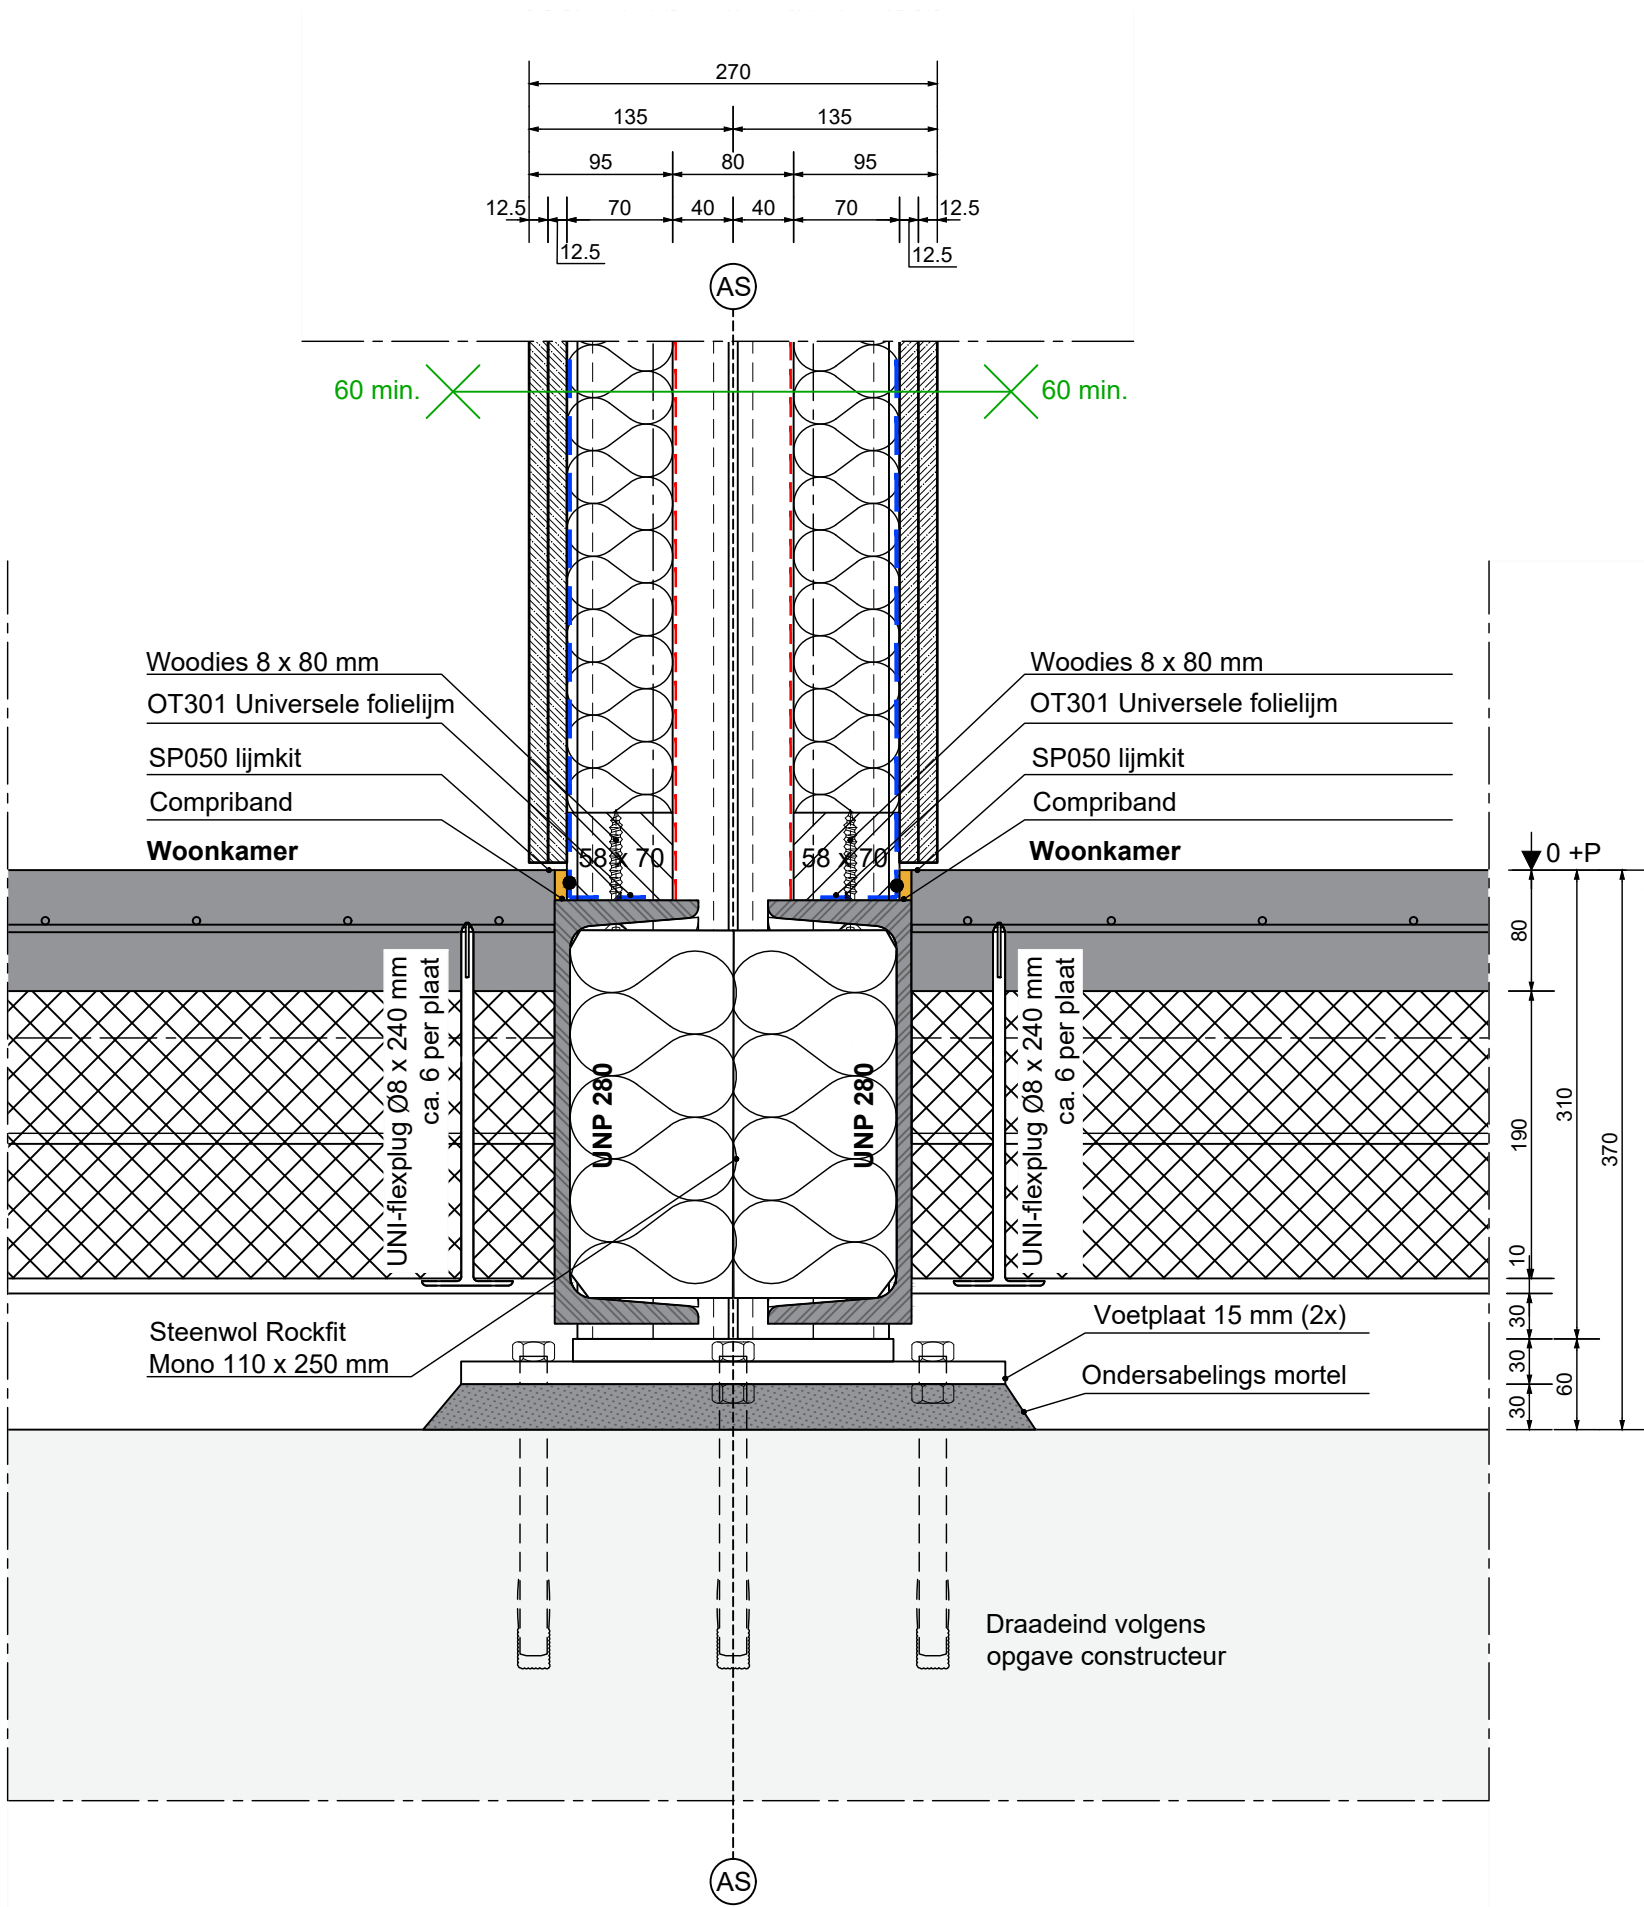 270
135 135
95 80 95
12.5 70 40 40 70 12.5
12.5 12.5
AS
60 min. 60 min.
Woodies 8 x 80 mm
OT301 Universele folielijm
SP050 lijmkit
Compriband
Woonkamer
Woodies 8 x 80 mm
OT301 Universele folielijm
SP050 lijmkit
Compriband
Woonkamer
58 x 70
58 x 70
0 +P
UNI-flexplug Ø8 x 240 mm
ca. 6 per plaat
UNP 280
UNP 280
UNI-flexplug Ø8 x 240 mm
ca. 6 per plaat
80
190
10
30
30
30
310
60
370
Steenwol Rockfit
Mono 110 x 250 mm
Voetplaat 15 mm (2x)
Ondersabelings mortel
Draadeind volgens
opgave constructeur
AS